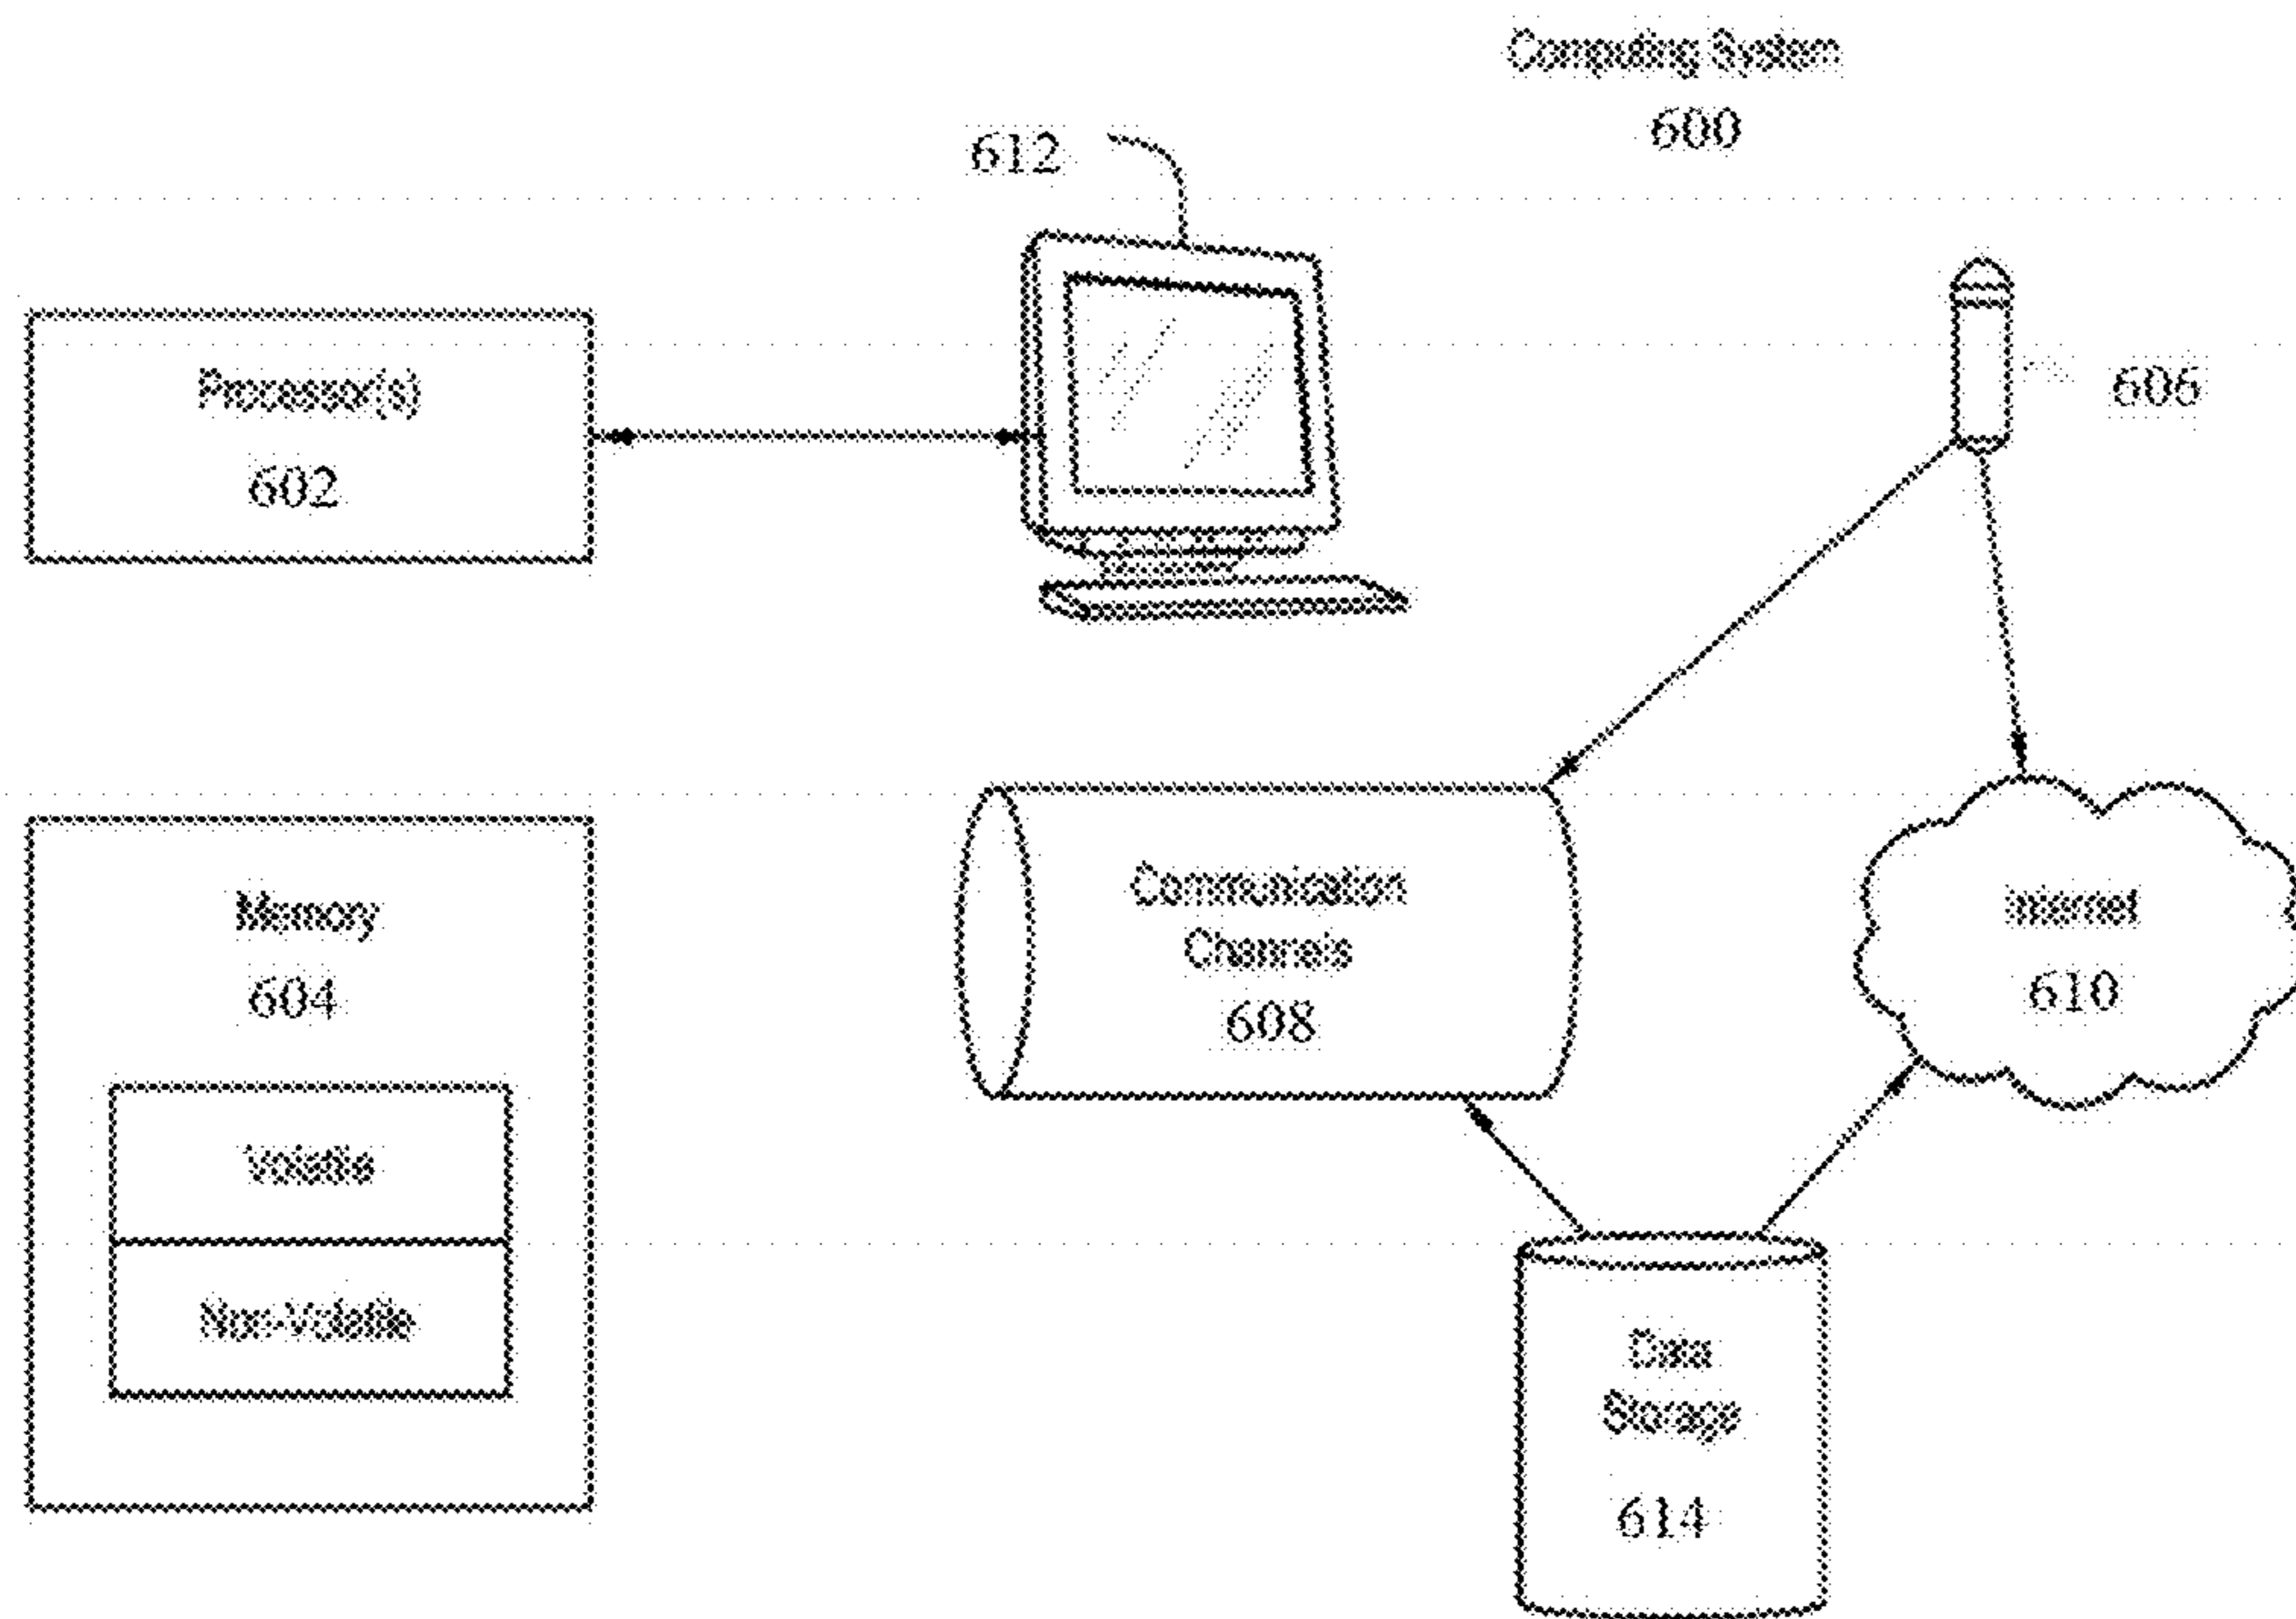 Computing System
600
612
Processor(s)
602
606
Memory
604
Volatile
Non-Volatile
Communication
Channels
608
Internet
610
Data
Storage
614